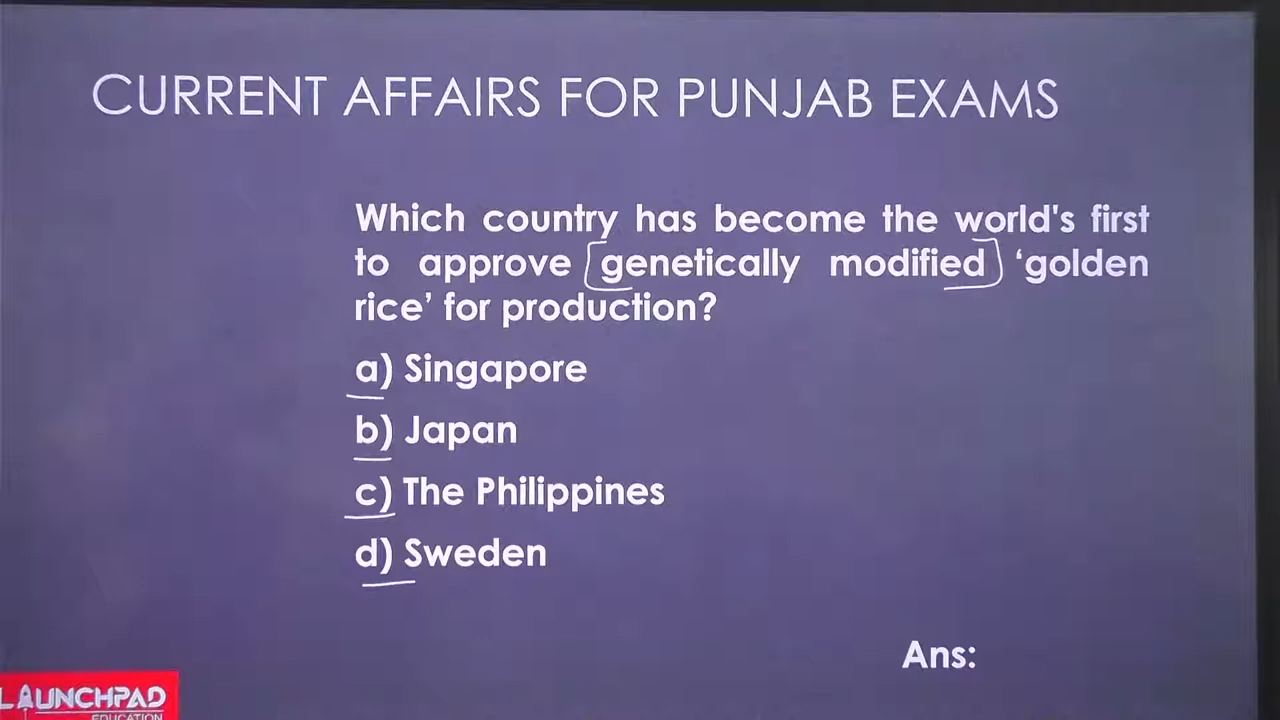 CURRENT AFFAIRS FOR PUNJAB EXAMS
Which country has become the world's first
to approve genetically modified ‘golden
rice’ for production?
a) Singapore
b) Japan
c) The Philippines
d) Sweden
Ans:
LAUNCHPAD
EDUCATION